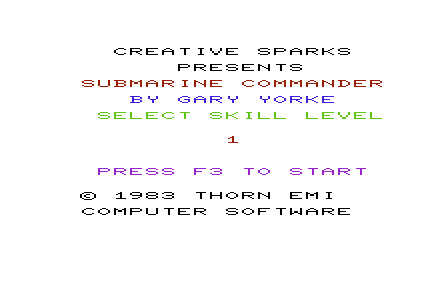 CREATIVE SPARKS
PRESENTS
SUBMARINE COMMANDER
BY GARY YORKE
SELECT SKILL LEVEL
1
PRESS F3 TO START
© 1983 THORN EMI
COMPUTER SOFTWARE